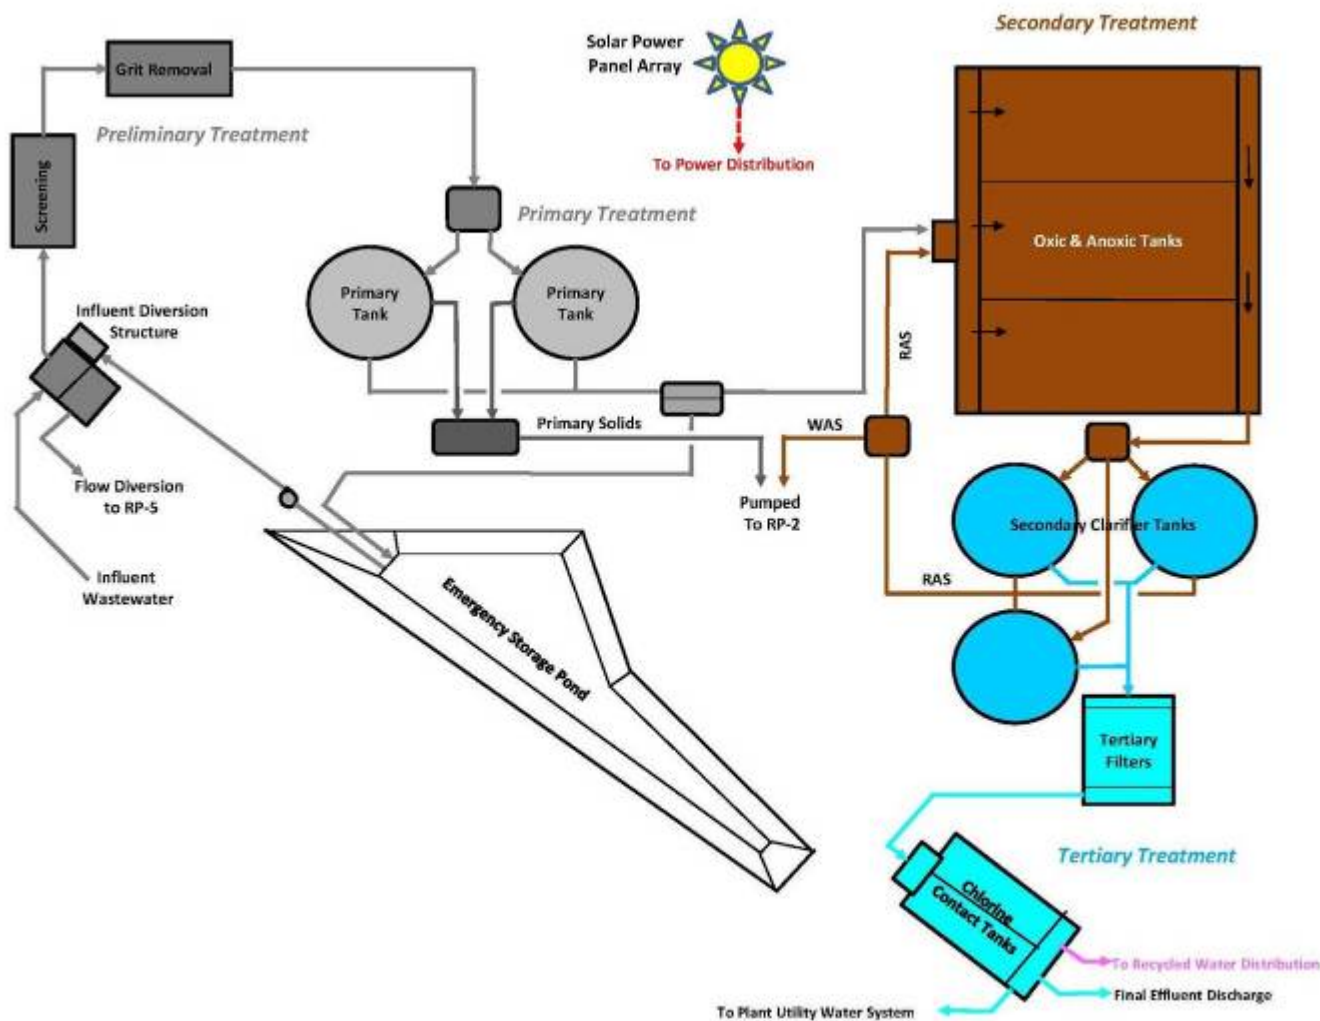 Secondary Treatment
Solar Power
Panel Array
Grit Removal
Preliminary Treatment
To Power Distribution
Screening
Primary Treatment
Oxic & Anoxic Tanks
Primary
Tank
Primary
Tank
Influent Diversion
Structure
RAS
Primary Solids
WAS
Flow Diversion
to RP-5
Pumped
To RP-2
Secondary Clarifier Tanks
Influent
Wastewater
RAS
Emergency Storage Pond
Tertiary
Filters
Tertiary Treatment
Chlorine
Contact Tanks
To Recycled Water Distribution
Final Effluent Discharge
To Plant Utility Water System